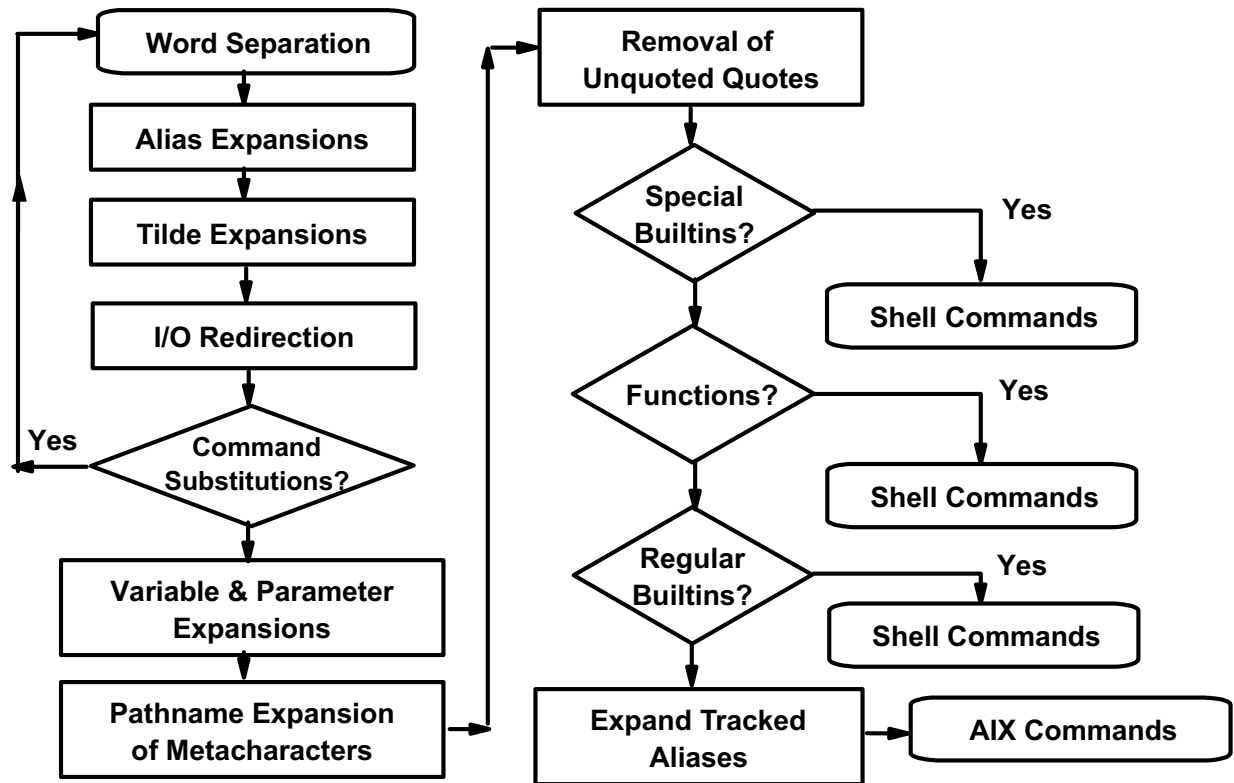 Word Separation
Alias Expansions
Tilde Expansions
I/O Redirection
Yes
Command
Substitutions?
Variable & Parameter
Expansions
Pathname Expansion
of Metacharacters
Removal of
Unquoted Quotes
Special
Builtins?
Yes
Shell Commands
Functions?
Yes
Shell Commands
Regular
Builtins?
Yes
Shell Commands
Expand Tracked
Aliases
AIX Commands